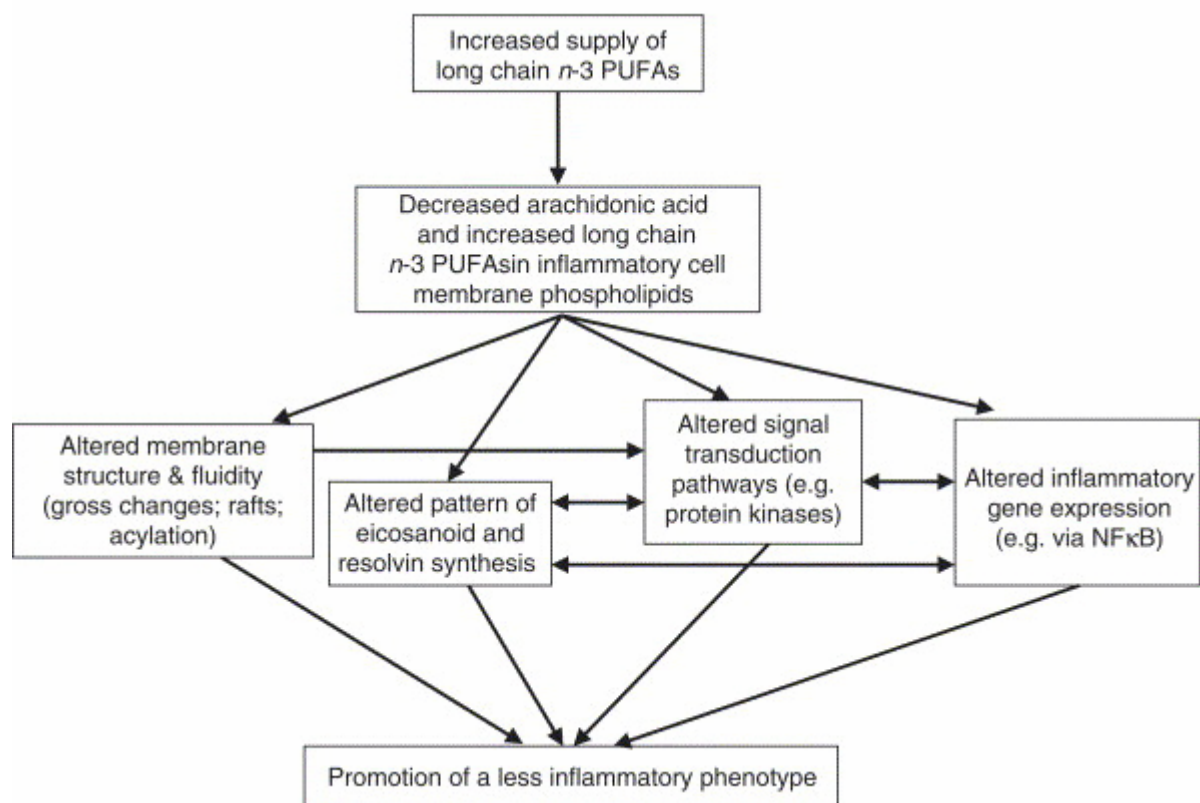 Increased supply of
long chain n-3 PUFAs
Decreased arachidonic acid
and increased long chain
n-3 PUFAsin inflammatory cell
membrane phospholipids
Altered membrane
structure & fluidity
(gross changes; rafts;
acylation)
Altered pattern of
eicosanoid and
resolvin synthesis
Altered signal
transduction
pathways (e.g.
protein kinases)
Altered inflammatory
gene expression
(e.g. via NFκB)
Promotion of a less inflammatory phenotype